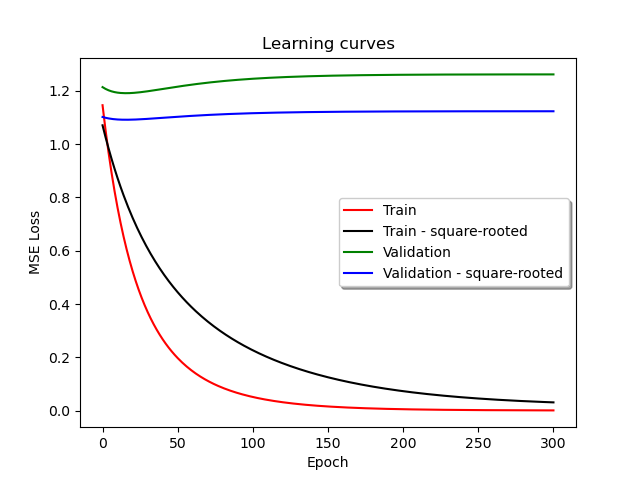 Learning curves
MSE Loss
1.2
1.0
0.8
0.6
0.4
0.2
0.0
Train
Train - square-rooted
Validation
Validation - square-rooted
0 50 100 150 200 250 300
Epoch